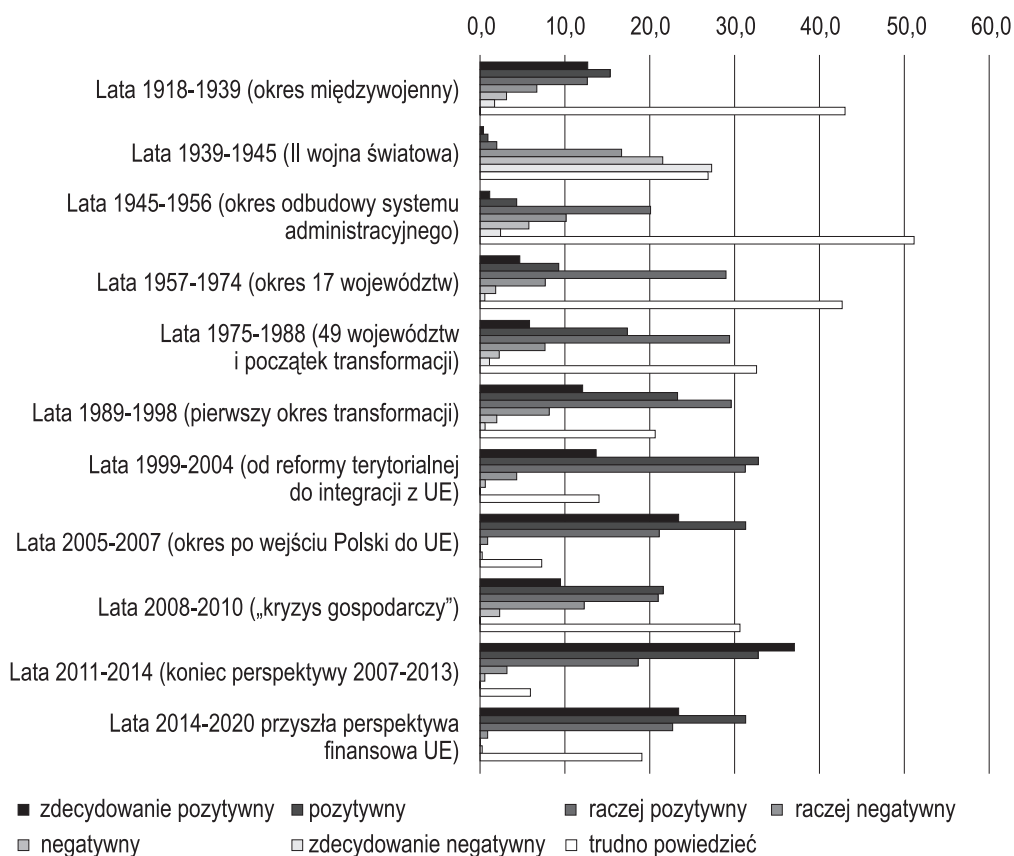 0,0 10,0 20,0 30,0 40,0 50,0 60,0
Lata 1918-1939 (okres międzywojenny)
Lata 1939-1945 (II wojna światowa)
Lata 1945-1956 (okres odbudowy systemu
administracyjnego)
Lata 1957-1974 (okres 17 województw)
Lata 1975-1988 (49 województw
i początek transformacji)
Lata 1989-1998 (pierwszy okres transformacji)
Lata 1999-2004 (od reformy terytorialnej
do integracji z UE)
Lata 2005-2007 (okres po wejściu Polski do UE)
Lata 2008-2010 („kryzys gospodarczy”)
Lata 2011-2014 (koniec perspektywy 2007-2013)
Lata 2014-2020 przyszła perspektywa
finansowa UE)
zdecydowanie pozytywny pozytywny raczej pozytywny raczej negatywny
negatywny zdecydowanie negatywny trudno powiedzieć